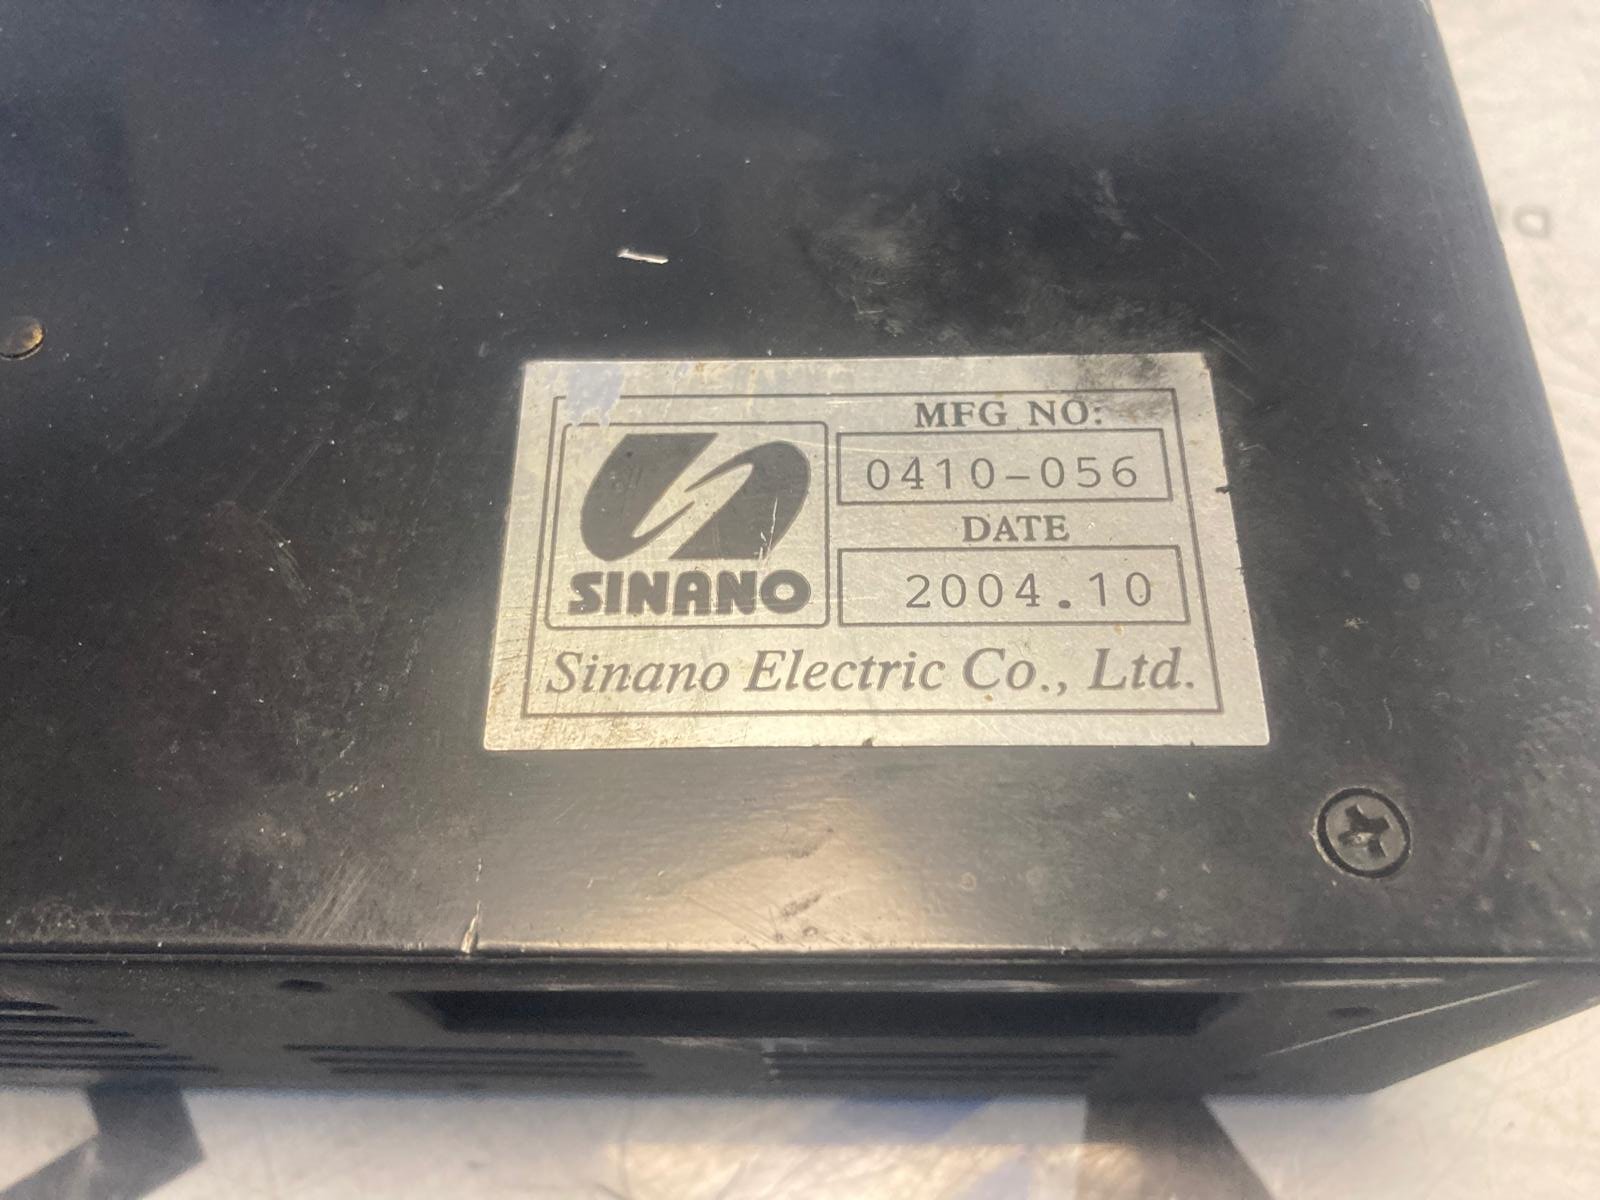 MFG NO:
0410-056
DATE
2004.10
SINANO
Sinano Electric Co., Ltd.